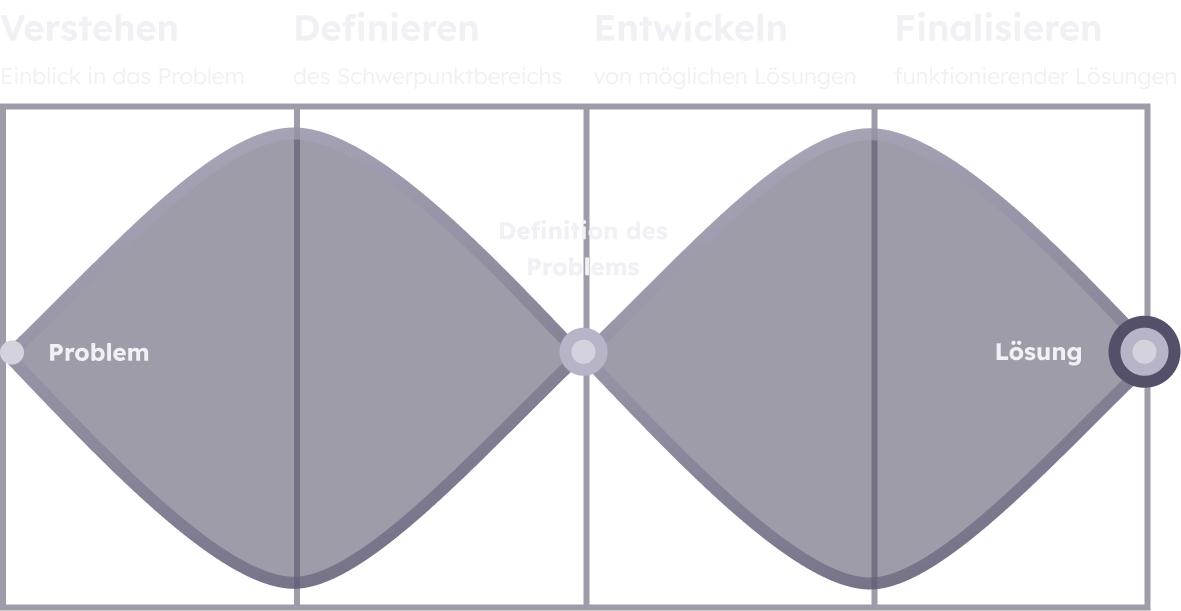 Verstehen
Einblick in das Problem
Definieren
des Schwerpunktbereichs
Entwickeln
von möglichen Lösungen
Finalisieren
funktionierender Lösungen
Definition des
Problems
Problem
Lösung